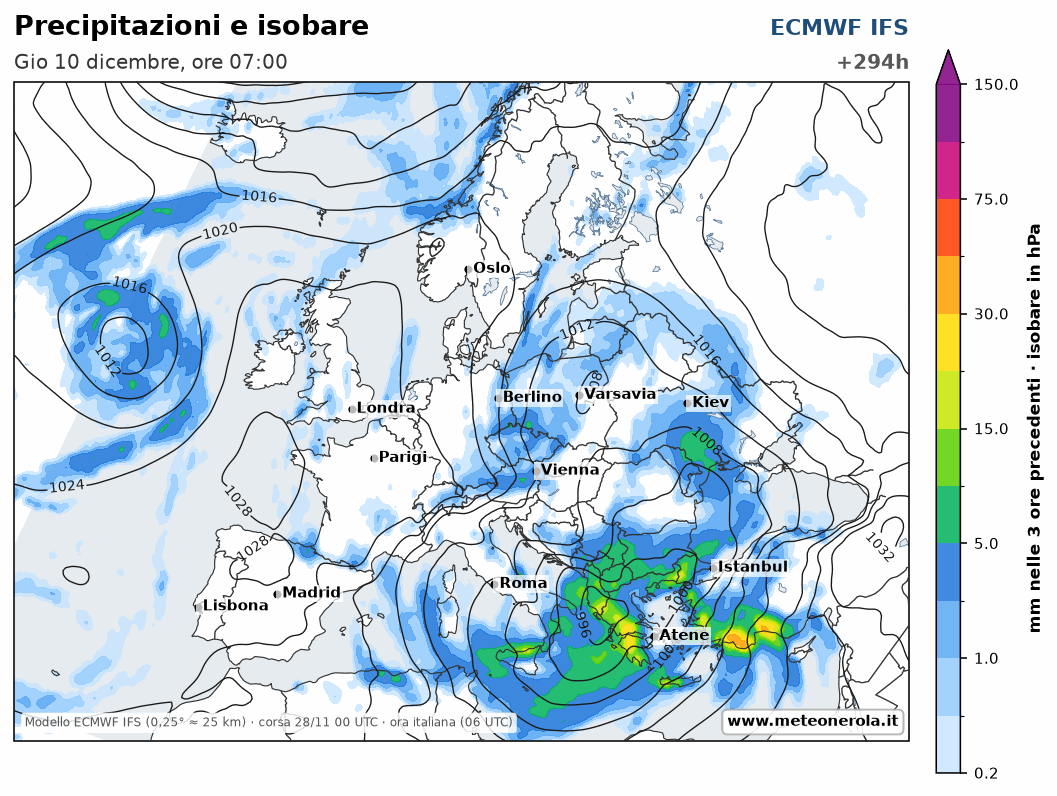 Precipitazioni e isobare
ECMWF IFS
Gio 10 dicembre, ore 07:00
+294h
150.0
75.0
30.0
15.0
5.0
1.0
0.2
mm nelle 3 ore precedenti · isobare in hPa
1016
1020
Oslo
1016
1012
1016
1012
Berlino
Varsavia
Kiev
Londra
1008
Parigi
Vienna
1024
1028
1028
1032
Istanbul
Roma
Madrid
Lisbona
996
Atene
Modello ECMWF IFS (0,25° ≈ 25 km) · corsa 28/11 00 UTC · ora italiana (06 UTC)
www.meteonerola.it